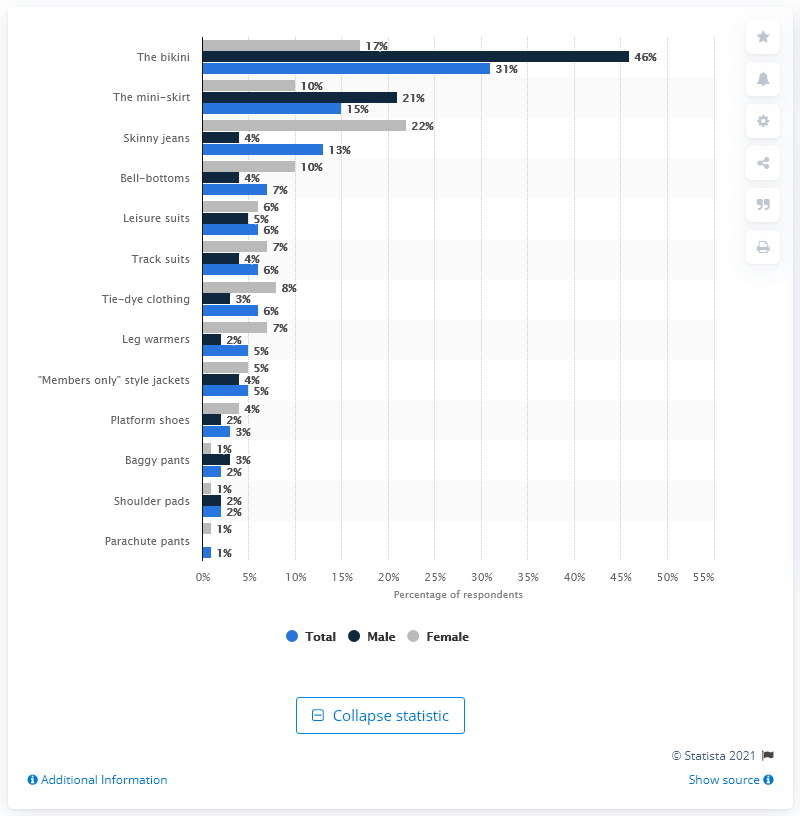 17%
The bikini 46%
31%
10%
The mini-skirt 21%
15%
22%
Skinny jeans 4%
13%
10%
Bell-bottoms 4%
7%
6%
Leisure suits 5%
6%
7%
Track suits 4%
6%
8%
Tie-dye clothing 3%
6%
7%
Leg warmers 2%
5%
5%
"Members only" style jackets 4%
5%
4%
Platform shoes 2%
3%
1%
Baggy pants 3%
2%
1%
Shoulder pads 2%
2%
1%
Parachute pants
1%
0% 5% 10% 15% 20% 25% 30% 35% 40% 45% 50% 55%
Percentage of respondents
Total Male Female
Collapse statistic
© Statista 2021
Additional Information Show source